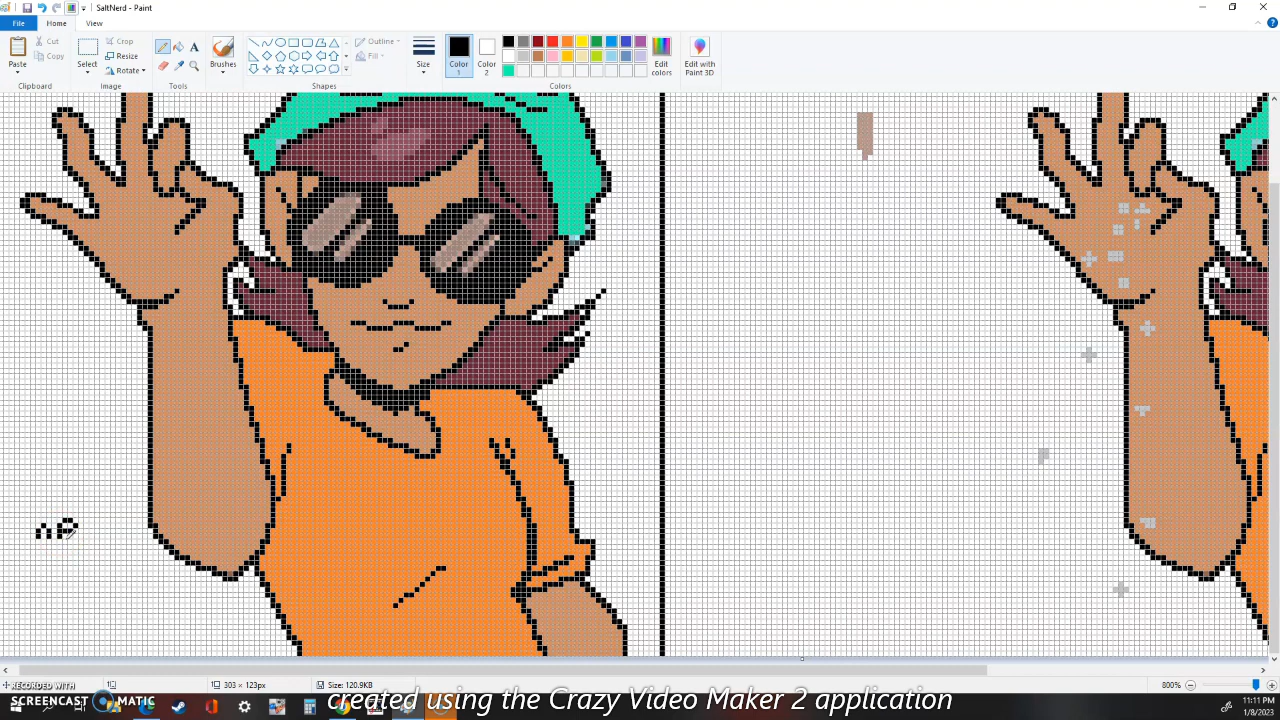 SaltNerd - Paint
File Home View
Paste Cut Copy Select Crop Resize Rotate Brushes Outline Fill Size Color 1 Color 2 Edit colors Edit with Paint 3D
Clipboard Image Tools Shapes Colors
ne
303 × 123px Size: 120.9KB 800%
RECORDED WITH
SCREENCAST MATIC
created using the Crazy Video Maker 2 application
11:11 PM
1/8/2023